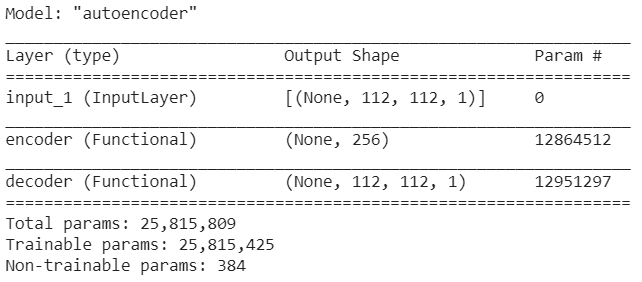 Model: "autoencoder"
_________________________________________________________________
Layer (type)                 Output Shape              Param #
=================================================================
input_1 (InputLayer)         [(None, 112, 112, 1)]     0
_________________________________________________________________
encoder (Functional)         (None, 256)               12864512
_________________________________________________________________
decoder (Functional)         (None, 112, 112, 1)       12951297
=================================================================
Total params: 25,815,809
Trainable params: 25,815,425
Non-trainable params: 384